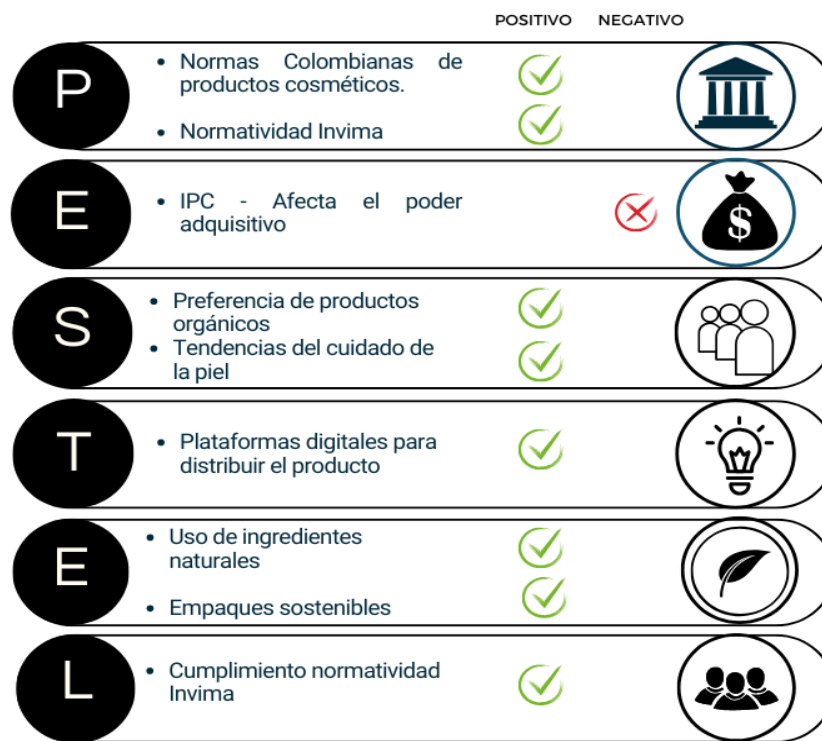 POSITIVO NEGATIVO
P
• Normas Colombianas de
productos cosméticos.
• Normatividad Invima
E
• IPC - Afecta el poder
adquisitivo
$
S
• Preferencia de productos
orgánicos
• Tendencias del cuidado de
la piel
T
• Plataformas digitales para
distribuir el producto
E
• Uso de ingredientes
naturales
• Empaques sostenibles
L
• Cumplimiento normatividad
Invima